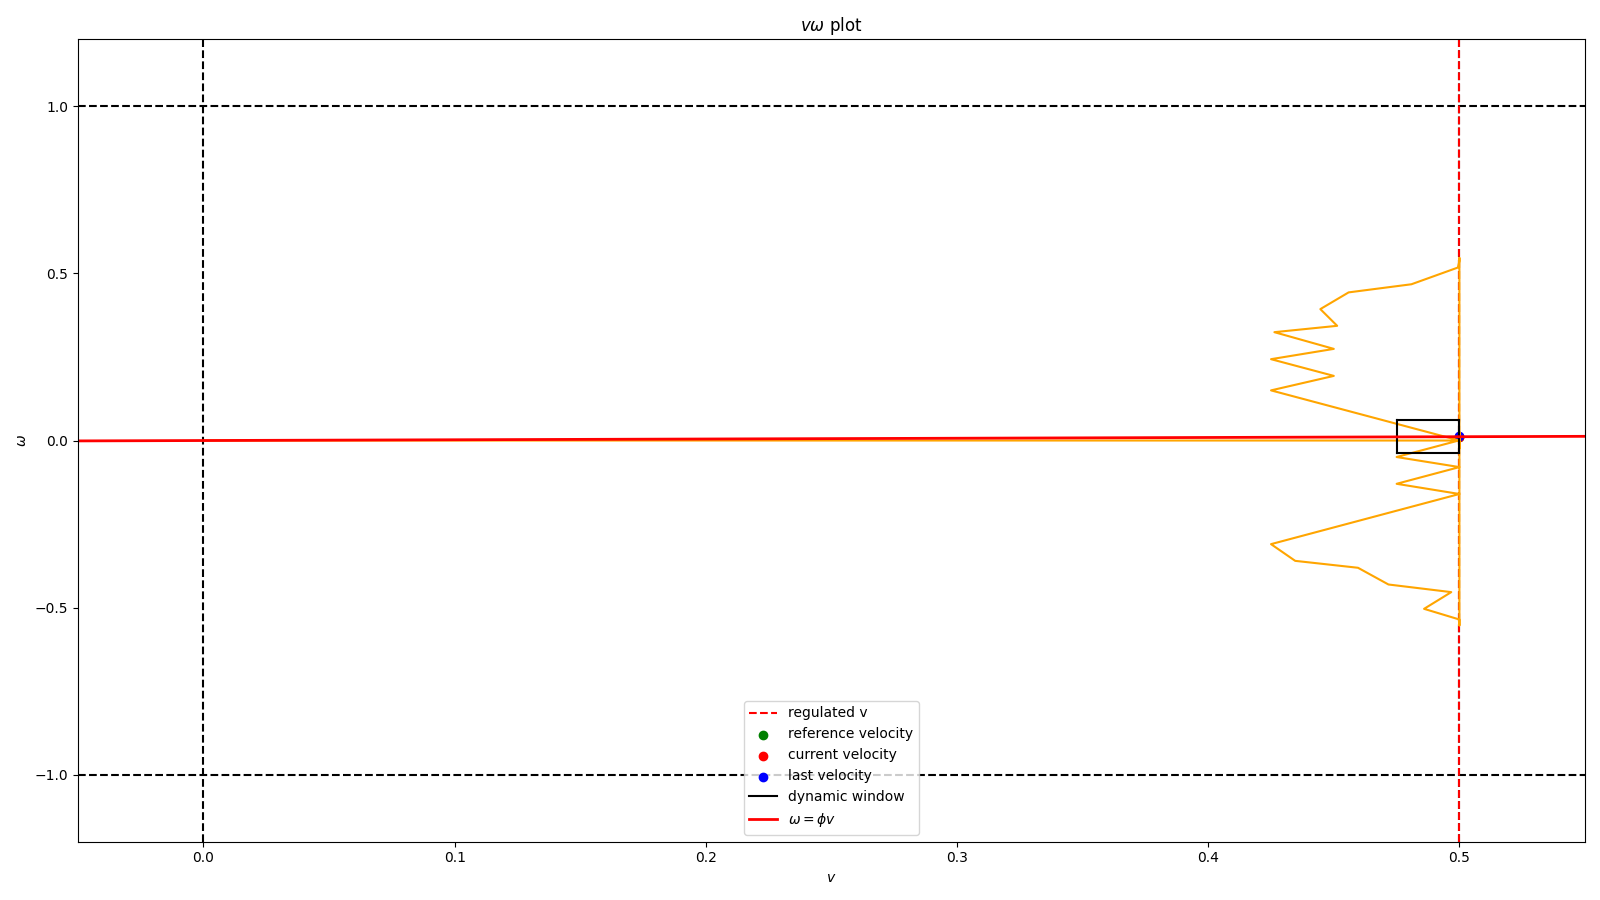 vω plot
ω
1.0
0.5
0.0
−0.5
−1.0
0.0 0.1 0.2 0.3 0.4 0.5
v
regulated v
reference velocity
current velocity
last velocity
dynamic window
ω = ϕv